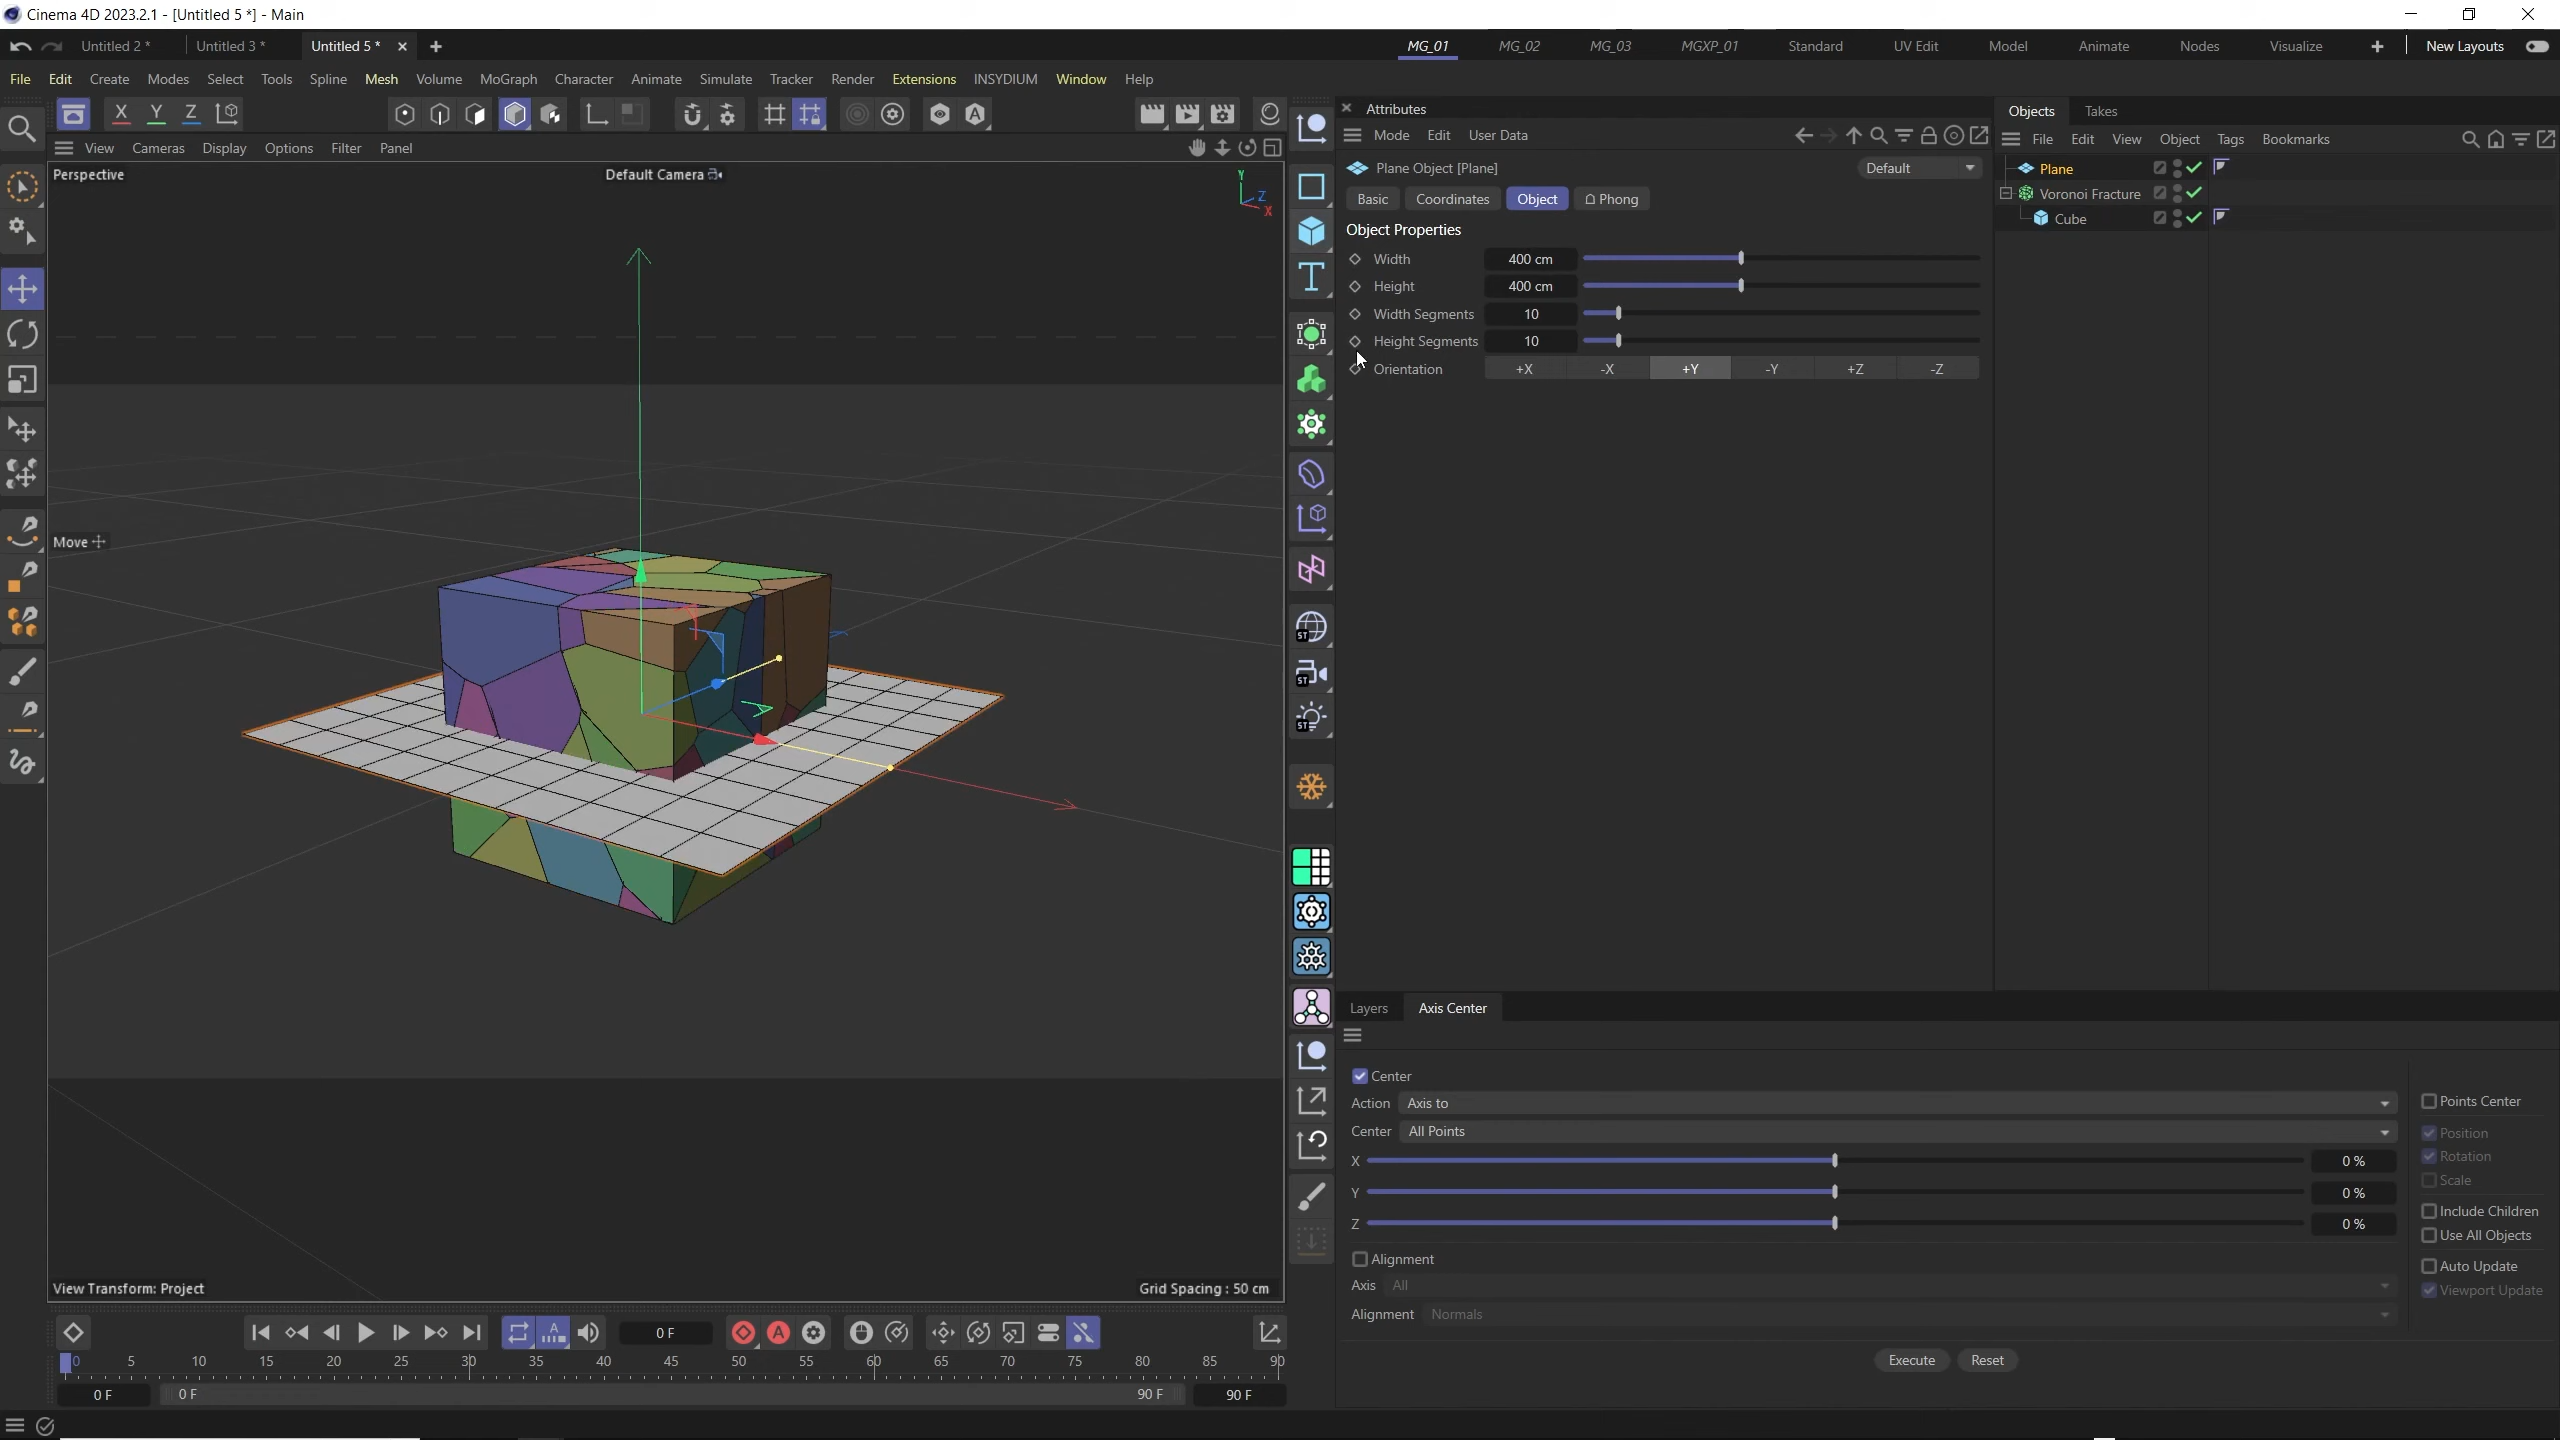 Cinema 4D 2023.2.1 - [Untitled 5 *] - Main
Untitled 2 * Untitled 3 * Untitled 5 * MG_01 MG_02 MG_03 MGXP_01 Standard UV Edit Model Animate Nodes Visualize New Layouts
File Edit Create Modes Select Tools Spline Mesh Volume MoGraph Character Animate Simulate Tracker Render Extensions INSYDIUM Window Help
X Y Z
View Cameras Display Options Filter Panel
Perspective Default Camera
Y Z X
Move
View Transform: Project Grid Spacing : 50 cm
ST
ST
ST
Attributes
Mode Edit User Data
Plane Object [Plane] Default
Basic Coordinates Object Phong
Object Properties
Width 400 cm
Height 400 cm
Width Segments 10
Height Segments 10
Orientation +X -X +Y -Y +Z -Z
Objects Takes
File Edit View Object Tags Bookmarks
Plane
Voronoi Fracture
Cube
Layers Axis Center
Center
Action Axis to
Center All Points
X 0 %
Y 0 %
Z 0 %
Alignment
Axis All
Alignment Normals
Points Center
Position
Rotation
Scale
Include Children
Use All Objects
Auto Update
Viewport Update
Execute Reset
0 F
0 5 10 15 20 25 30 35 40 45 50 55 60 65 70 75 80 85 90
0 F 0 F 90 F 90 F